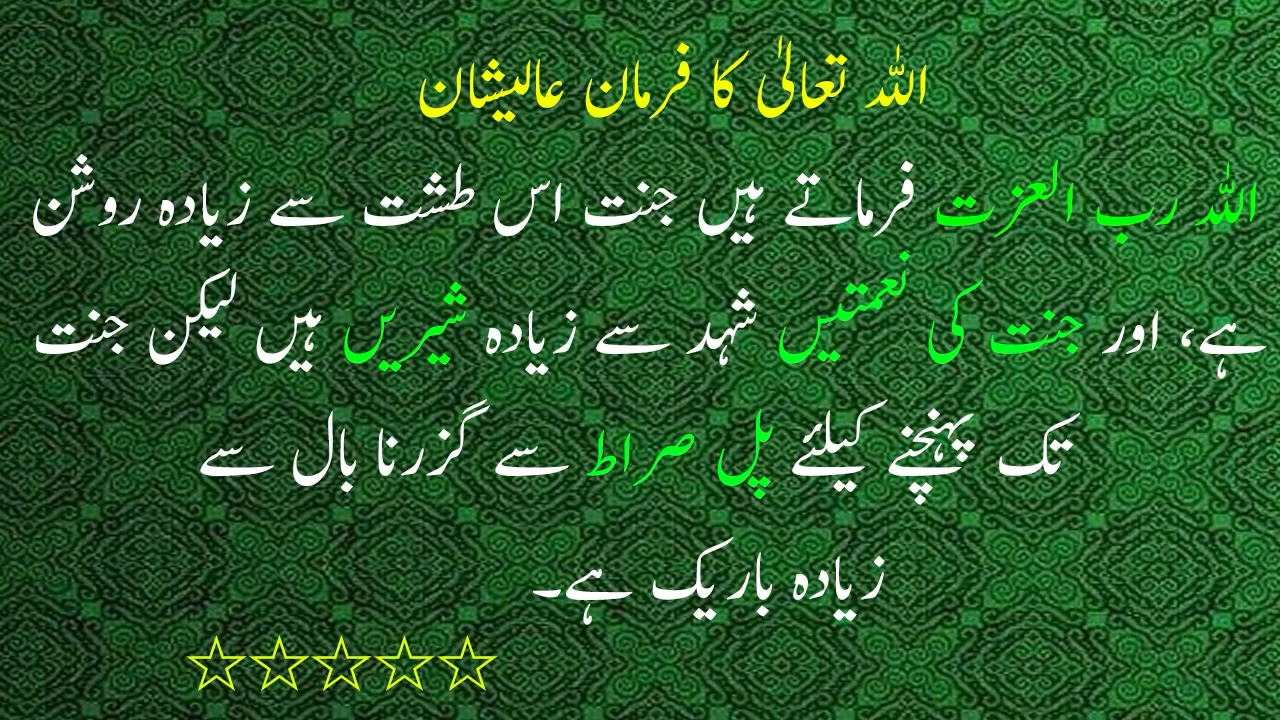 اللہ تعالیٰ کا فرمان عالیشان
اللہ رب العزت فرماتے ہیں جنت اس طشت سے زیادہ روشن
ہے، اور جنت کی نعمتیں شہد سے زیادہ شیریں ہیں لیکن جنت
تک پہنچنے کیلئے پل صراط سے گزرنا بال سے
زیادہ باریک ہے۔
☆☆☆☆☆